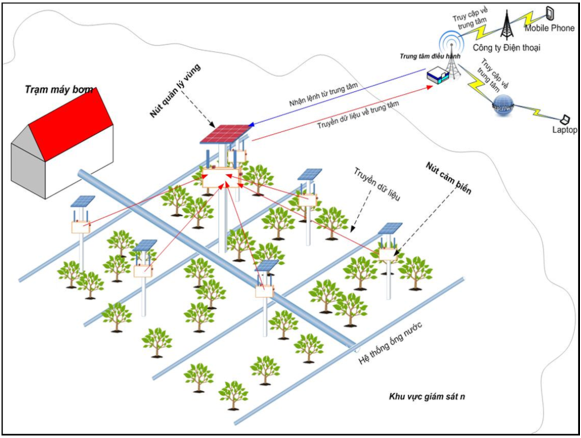 Truy cập về
trung tâm
Mobile Phone
Công ty Điện thoại
Trung tâm điều hành
Truy cập về
trung tâm
Laptop
Trạm máy bơm
Nút quản lý vùng
Nhận lệnh từ trung tâm
Truyền dữ liệu về trung tâm
Truyền dữ liệu
Nút cảm biến
Hệ thống ống nước
Khu vực giám sát n